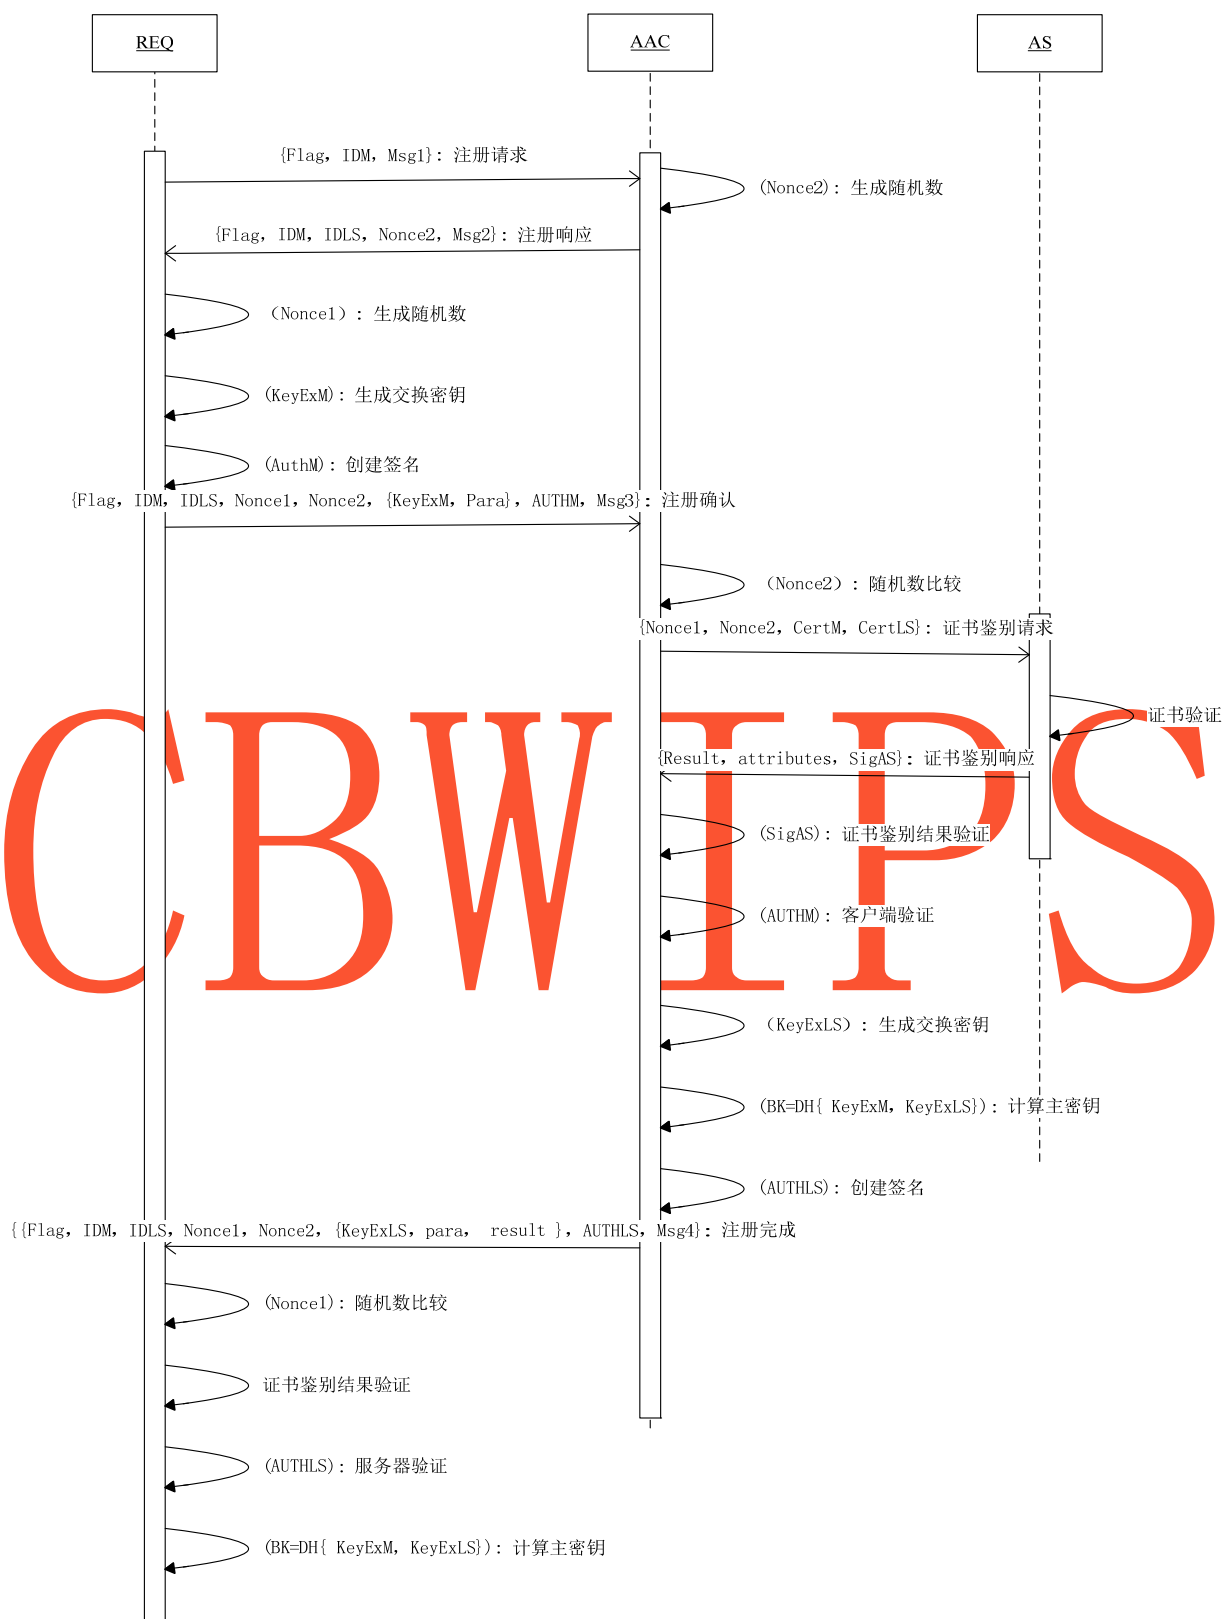 REQ
AAC
AS
{Flag, IDM, Msg1}: 注册请求
(Nonce2): 生成随机数
{Flag, IDM, IDLS, Nonce2, Msg2}: 注册响应
（Nonce1）: 生成随机数
(KeyExM): 生成交换密钥
(AuthM): 创建签名
{Flag, IDM, IDLS, Nonce1, Nonce2, {KeyExM, Para}, AUTHM, Msg3}: 注册确认
（Nonce2）: 随机数比较
{Nonce1, Nonce2, CertM, CertLS}: 证书鉴别请求
证书验证
CBWIPS
{Result, attributes, SigAS}: 证书鉴别响应
(SigAS): 证书鉴别结果验证
(AUTHM): 客户端验证
（KeyExLS）: 生成交换密钥
(BK=DH{ KeyExM, KeyExLS}): 计算主密钥
(AUTHLS): 创建签名
{{Flag, IDM, IDLS, Nonce1, Nonce2, {KeyExLS, para,  result }, AUTHLS, Msg4}: 注册完成
(Nonce1): 随机数比较
证书鉴别结果验证
(AUTHLS): 服务器验证
(BK=DH{ KeyExM, KeyExLS}): 计算主密钥